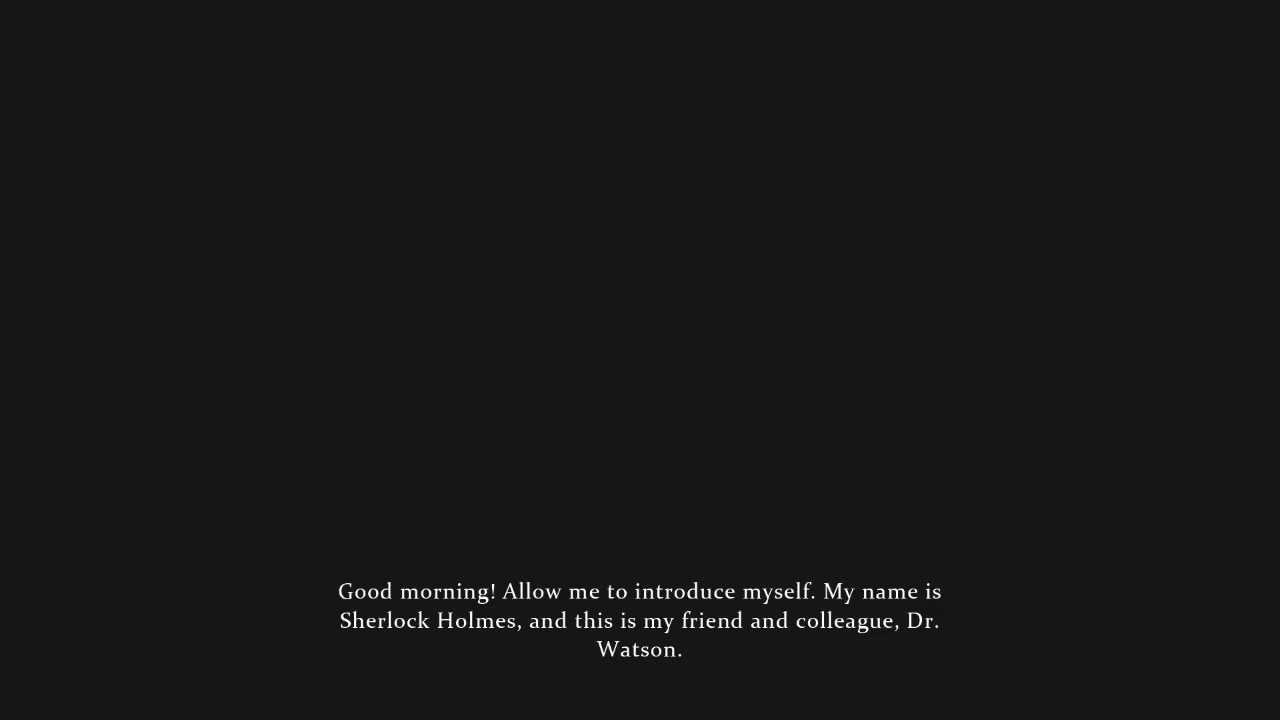 Good morning! Allow me to introduce myself. My name is
Sherlock Holmes, and this is my friend and colleague, Dr.
Watson.